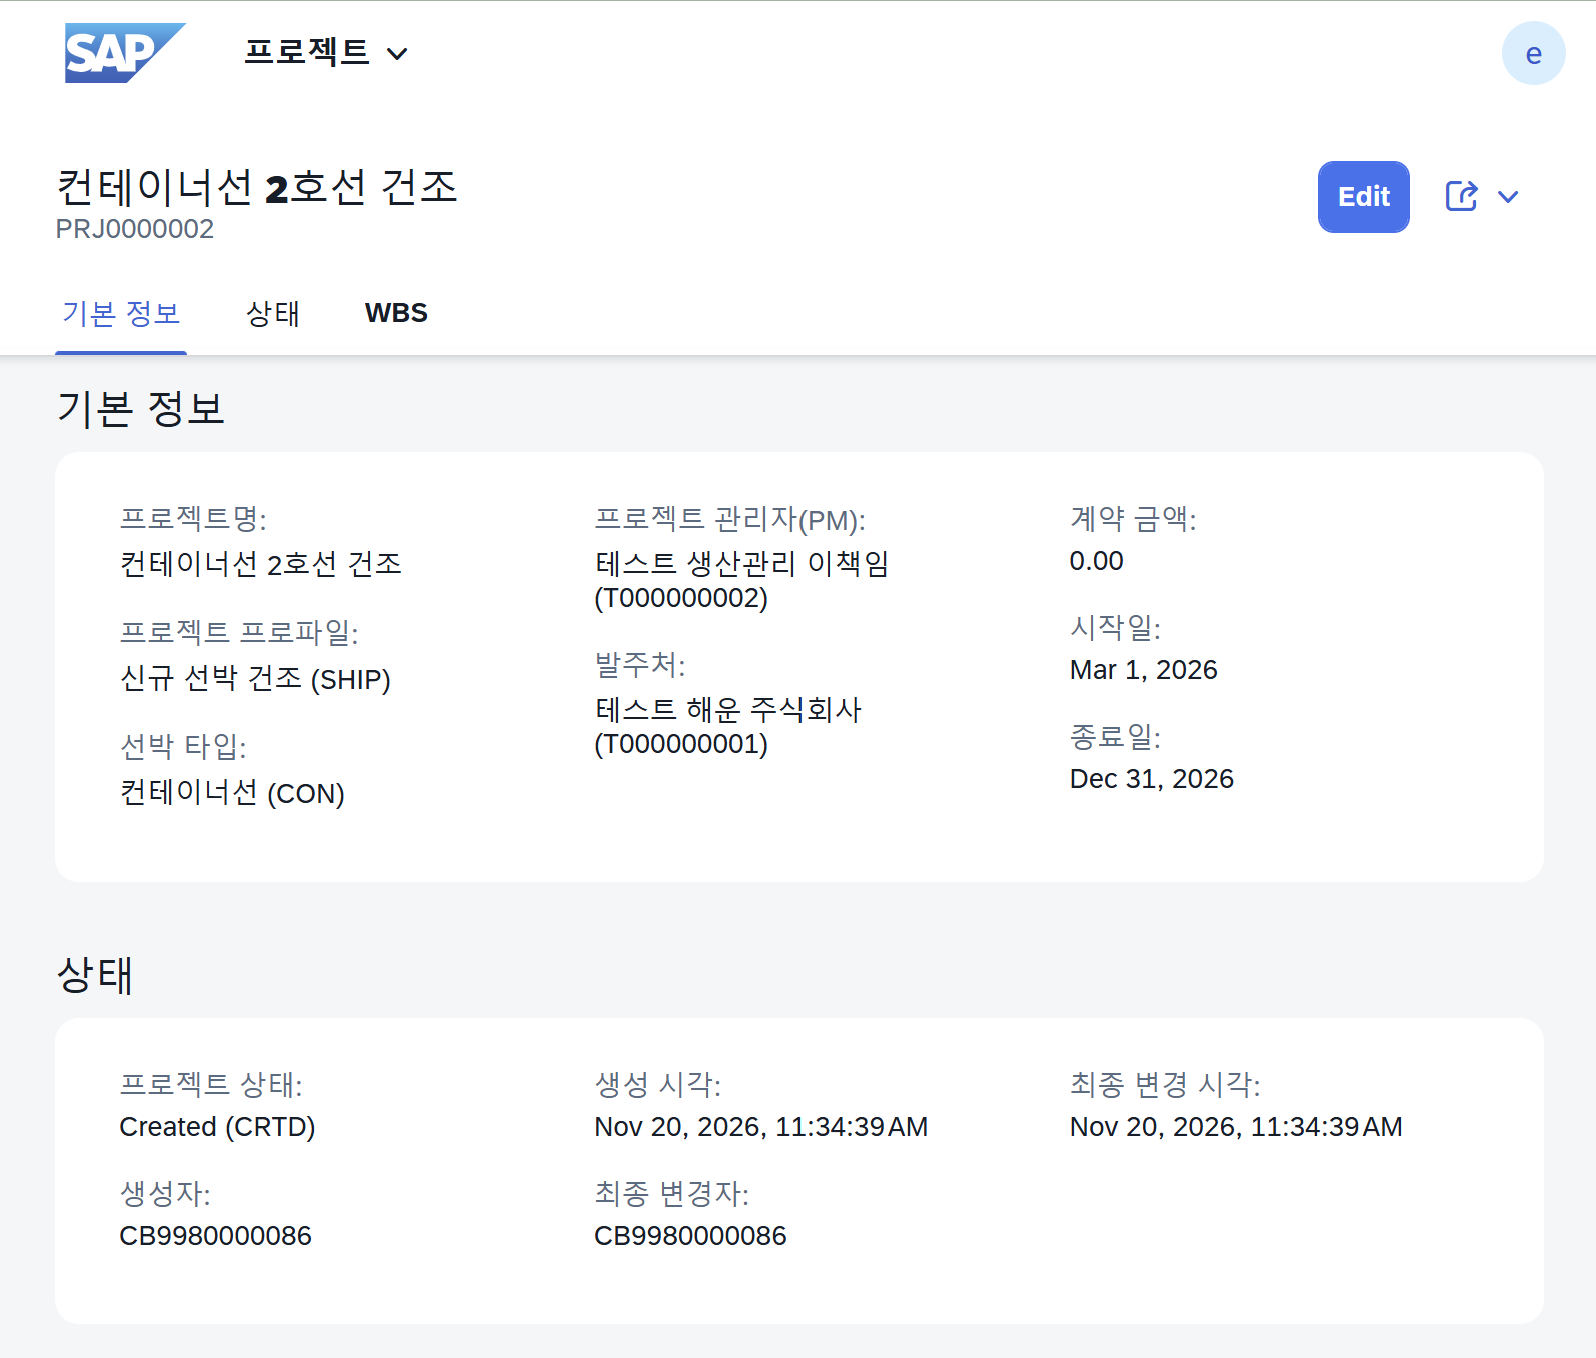 SAP
프로젝트
e
컨테이너선 2호선 건조
PRJ0000002
Edit
기본 정보
상태
WBS
기본 정보
프로젝트명:
컨테이너선 2호선 건조
프로젝트 프로파일:
신규 선박 건조 (SHIP)
선박 타입:
컨테이너선 (CON)
프로젝트 관리자(PM):
테스트 생산관리 이책임
(T000000002)
발주처:
테스트 해운 주식회사
(T000000001)
계약 금액:
0.00
시작일:
Mar 1, 2026
종료일:
Dec 31, 2026
상태
프로젝트 상태:
Created (CRTD)
생성자:
CB9980000086
생성 시각:
Nov 20, 2026, 11:34:39 AM
최종 변경자:
CB9980000086
최종 변경 시각:
Nov 20, 2026, 11:34:39 AM